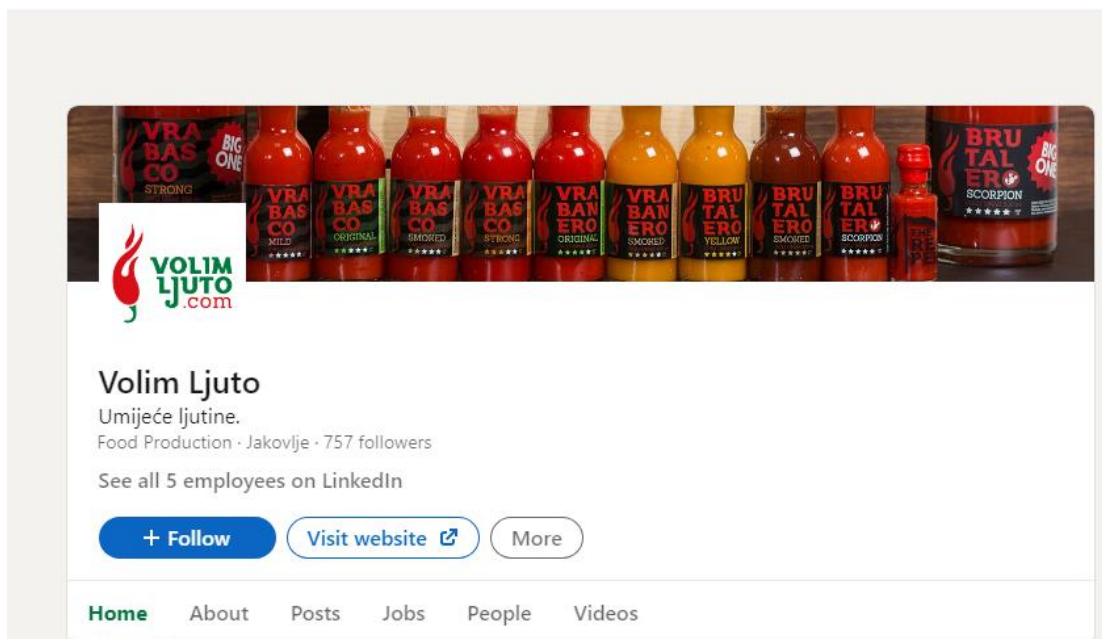 VRA
BAS
CO
STRONG
BIG
ONE
VRA
BAS
CO
MILD
VRA
BAS
CO
ORIGINAL
VRA
BAS
CO
SMOKED
VRA
BAS
CO
STRONG
VRA
BAN
ERO
ORIGINAL
VRA
BAN
ERO
SMOKED
BRU
TAL
ERO
YELLOW
BRU
TAL
ERO
SMOKED
BRU
TAL
ERO
SCORPION
THE
RE
PE
BRU
TAL
ERO
SCORPION
BIG
ONE
VOLIM
LJUTO
.com
Volim Ljuto
Umijeće ljutine.
Food Production · Jakovlje · 757 followers
See all 5 employees on LinkedIn
+ Follow
Visit website
More
Home About Posts Jobs People Videos